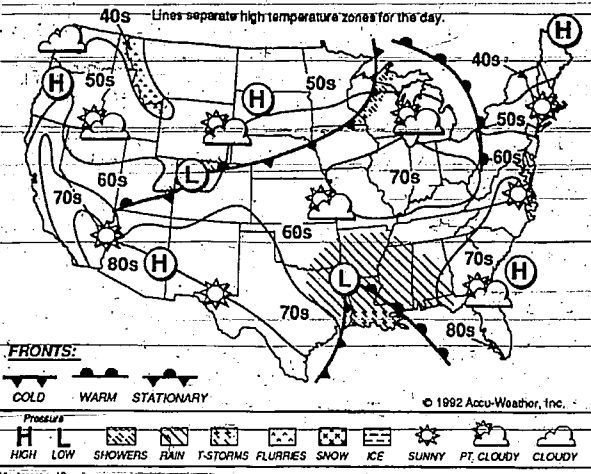 40s
Lines separate high temperature zones for the day.
H
40s
H
50s
H
50s
50s
60s
L
60s
70s
70s
60s
80s
H
L
70s
H
70s
80s
FRONTS:
COLD WARM STATIONARY
© 1992 Accu-Weather, Inc.
Pressure
H L
HIGH LOW SHOWERS RAIN T-STORMS FLURRIES SNOW ICE SUNNY PT. CLOUDY CLOUDY